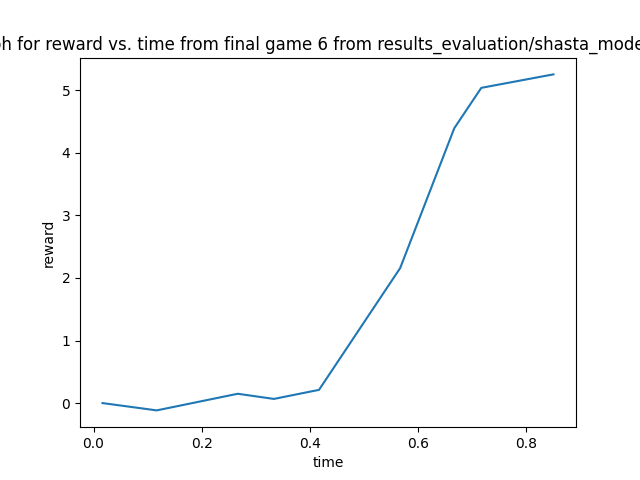 for reward vs. time from final game 6 from results_evaluation/shasta_mode
5
4
3
2
1
0
reward
0.0 0.2 0.4 0.6 0.8
time